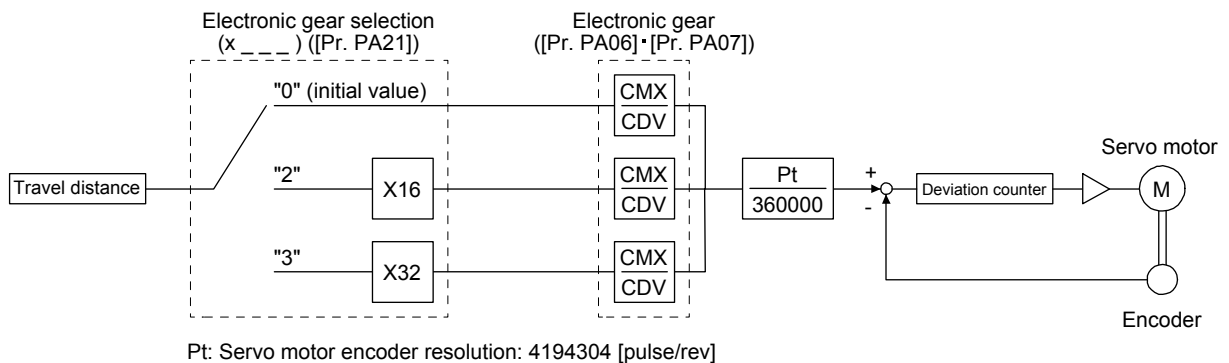 Electronic gear selection
(x _ _ _ ) ([Pr. PA21])
Electronic gear
([Pr. PA06]･[Pr. PA07])
"0" (initial value)
CMX
CDV
Servo motor
Travel distance
"2"
X16
CMX
CDV
Pt
360000
+
-
Deviation counter
M
"3"
X32
CMX
CDV
Encoder
Pt: Servo motor encoder resolution: 4194304 [pulse/rev]